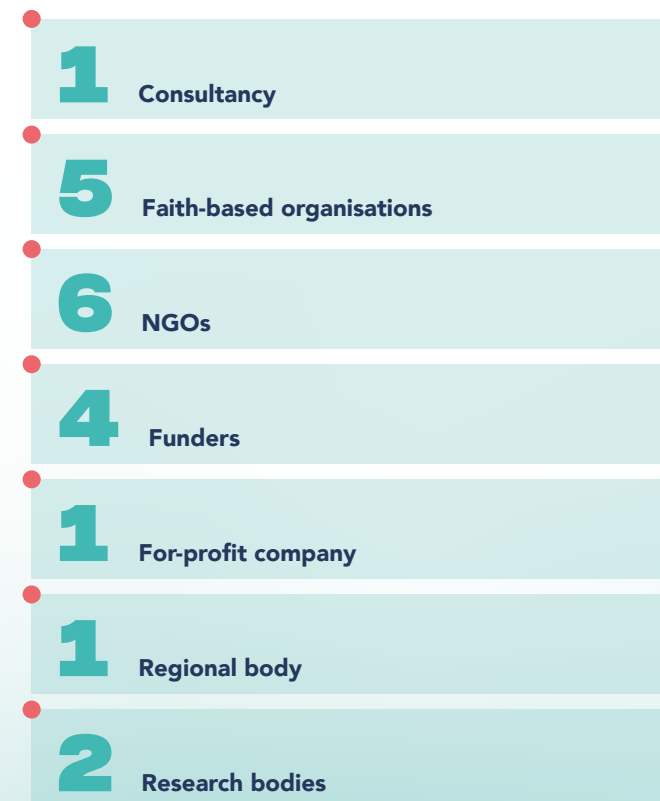 1 Consultancy
5 Faith-based organisations
6 NGOs
4 Funders
1 For-profit company
1 Regional body
2 Research bodies